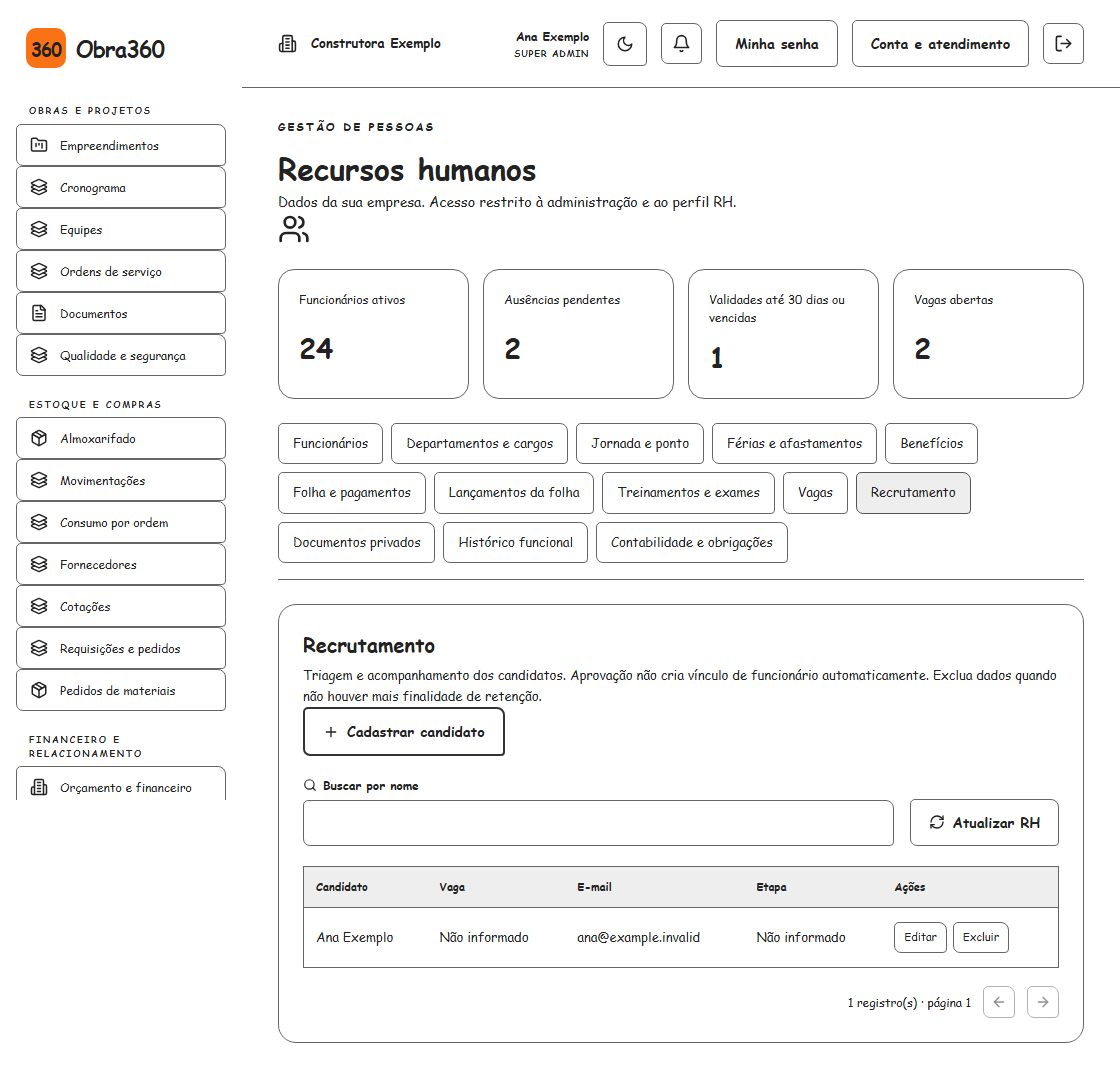 360 Obra360
Construtora Exemplo
Ana Exemplo
SUPER ADMIN
Minha senha
Conta e atendimento
OBRAS E PROJETOS
Empreendimentos
Cronograma
Equipes
Ordens de serviço
Documentos
Qualidade e segurança
ESTOQUE E COMPRAS
Almoxarifado
Movimentações
Consumo por ordem
Fornecedores
Cotações
Requisições e pedidos
Pedidos de materiais
FINANCEIRO E
RELACIONAMENTO
Orçamento e financeiro
GESTÃO DE PESSOAS
Recursos humanos
Dados da sua empresa. Acesso restrito à administração e ao perfil RH.
Funcionários ativos
24
Ausências pendentes
2
Validades até 30 dias ou
vencidas
1
Vagas abertas
2
Funcionários Departamentos e cargos Jornada e ponto Férias e afastamentos Benefícios
Folha e pagamentos Lançamentos da folha Treinamentos e exames Vagas Recrutamento
Documentos privados Histórico funcional Contabilidade e obrigações
Recrutamento
Triagem e acompanhamento dos candidatos. Aprovação não cria vínculo de funcionário automaticamente. Exclua dados quando
não houver mais finalidade de retenção.
Cadastrar candidato
Buscar por nome
Atualizar RH
Candidato Vaga E-mail Etapa Ações
Ana Exemplo Não informado ana@example.invalid Não informado Editar Excluir
1 registro(s) · página 1